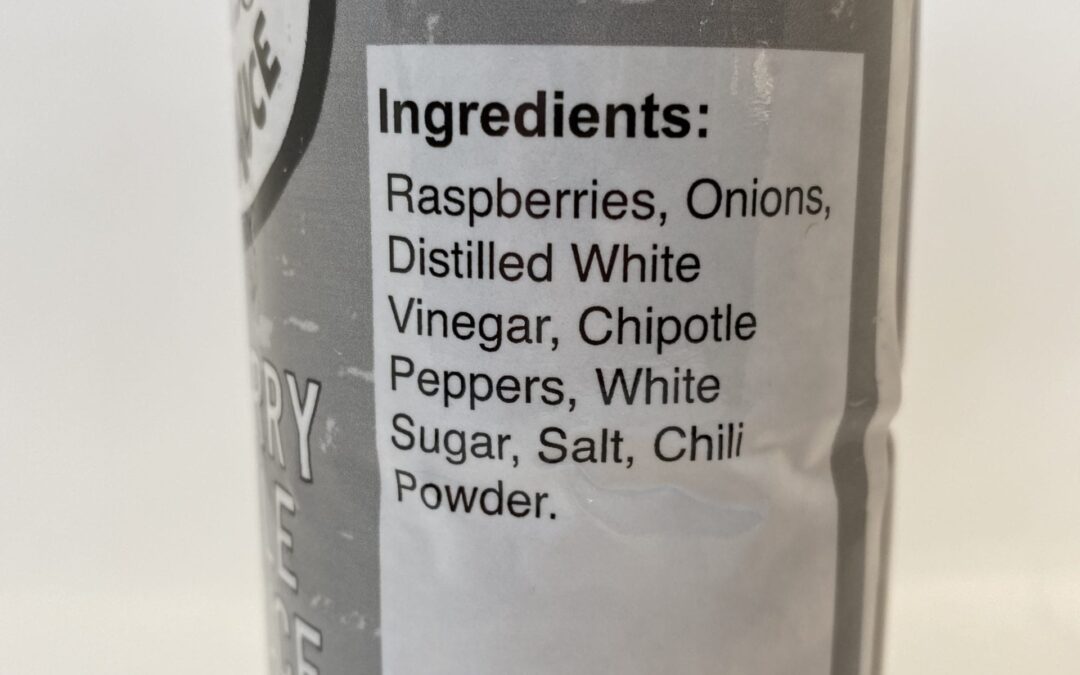 Ingredients:
Raspberries, Onions,
Distilled White
Vinegar, Chipotle
Peppers, White
Sugar, Salt, Chili
Powder.